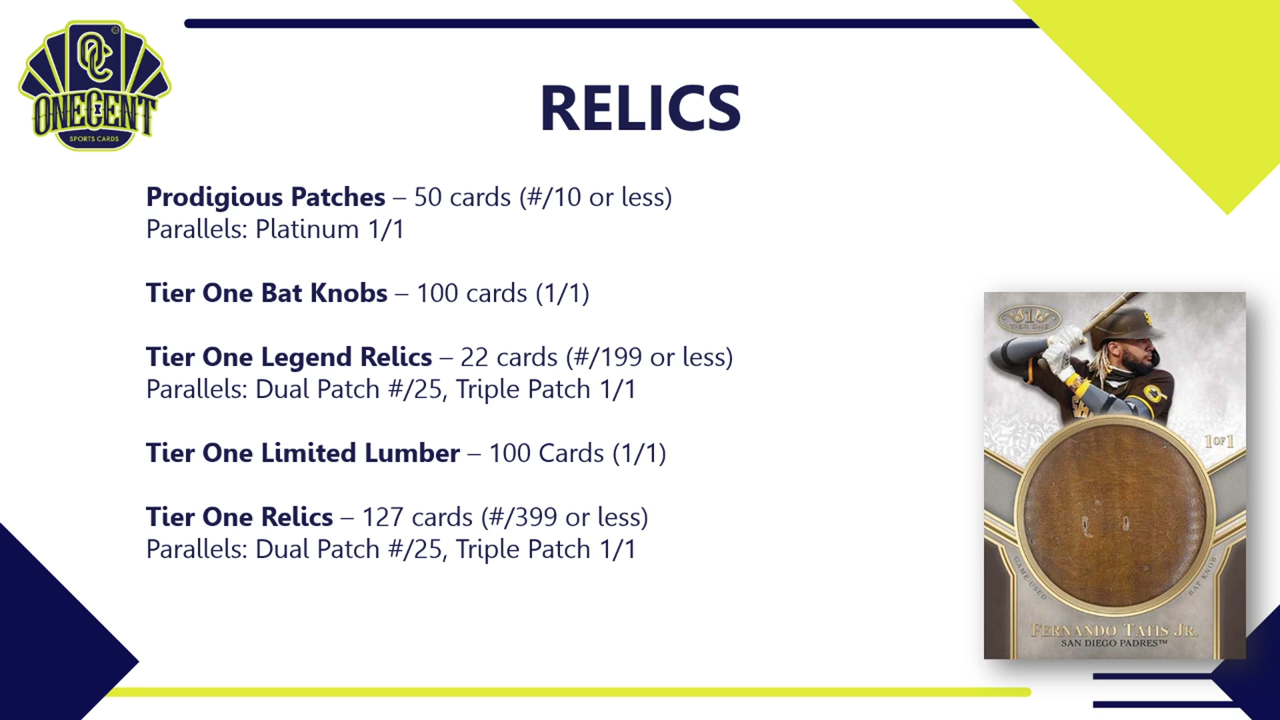 OC
ONECENT
SPORTS CARDS
RELICS
Prodigious Patches – 50 cards (#/10 or less)
Parallels: Platinum 1/1
Tier One Bat Knobs – 100 cards (1/1)
Tier One Legend Relics – 22 cards (#/199 or less)
Parallels: Dual Patch #/25, Triple Patch 1/1
Tier One Limited Lumber – 100 Cards (1/1)
Tier One Relics – 127 cards (#/399 or less)
Parallels: Dual Patch #/25, Triple Patch 1/1
1
TIER ONE
1 OF 1
GAME-USED
BAT KNOB
FERNANDO TATIS JR.
SAN DIEGO PADRES™